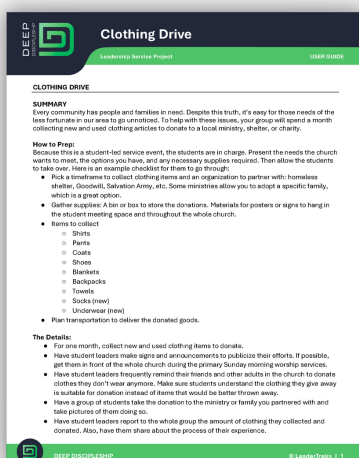 DEEP
DISCIPLESHIP
Clothing Drive
Leadership Service Project
USER GUIDE
CLOTHING DRIVE
SUMMARY
Every community has people and families in need. Despite this truth, it's easy for those needs of the
less fortunate in our area to go unnoticed. To help with these issues, your group will spend a month
collecting new and used clothing articles to donate to a local ministry, shelter, or charity.
How to Prep:
Because this is a student-led service event, the students are in charge. Present the needs the church
wants to meet, the options you have, and any necessary supplies required. Then allow the students
to take over. Here is an example checklist for them to go through:
● Pick a timeframe to collect clothing items and an organization to partner with: homeless
shelter, Goodwill, Salvation Army, etc. Some ministries allow you to adopt a specific family,
which is a great option.
● Gather supplies: A bin or box to store the donations. Materials for posters or signs to hang in
the student meeting space and throughout the whole church.
● Items to collect
○ Shirts
○ Pants
○ Coats
○ Shoes
○ Blankets
○ Backpacks
○ Towels
○ Socks (new)
○ Underwear (new)
● Plan transportation to deliver the donated goods.
The Details:
● For one month, collect new and used clothing items to donate.
● Have student leaders make signs and announcements to publicize their efforts. If possible,
get them in front of the whole church during the primary Sunday morning worship services.
● Have student leaders frequently remind their friends and other adults in the church to donate
clothes they don't wear anymore. Make sure students understand the clothing they give away
is suitable for donation instead of items that would be better thrown away.
● Have a group of students take the donation to the ministry or family you partnered with and
take pictures of them doing so.
● Have student leaders report to the whole group the amount of clothing they collected and
donated. Also, have them share about the process of their experience.
DEEP DISCIPLESHIP
© LeaderTreks | 1